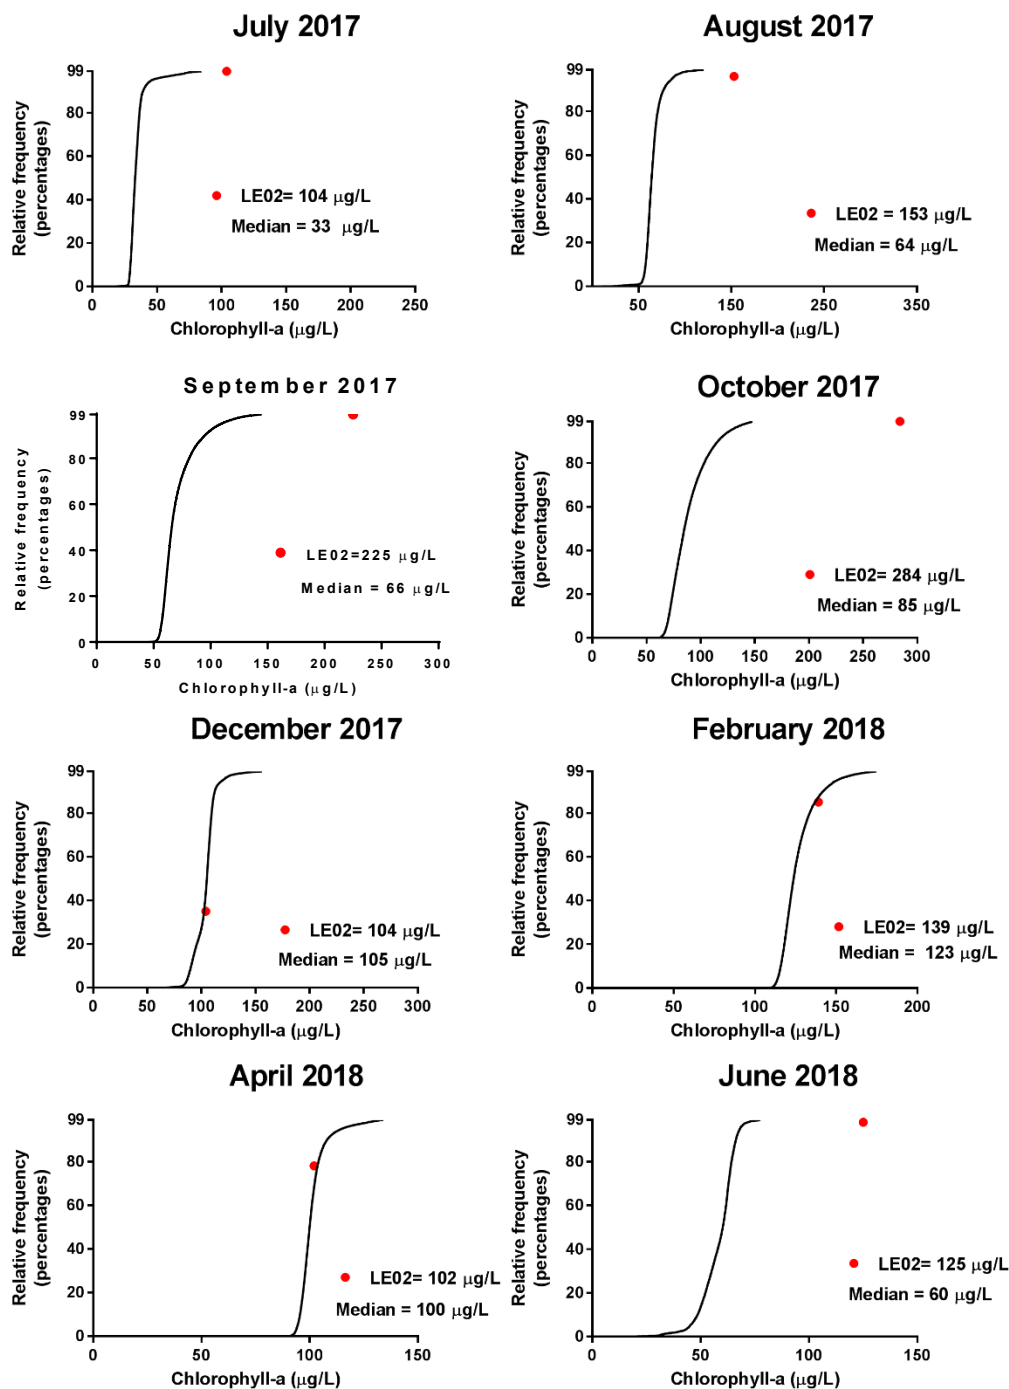 July 2017
Relative frequency
(percentages)
99
80
60
40
20
0
LE02= 104 μg/L
Median = 33 μg/L
0 50 100 150 200 250
Chlorophyll-a (μg/L)
August 2017
Relative frequency
(percentages)
99
80
60
40
20
0
LE02 = 153 μg/L
Median = 64 μg/L
50 150 250 350
Chlorophyll-a (μg/L)
September 2017
Relative frequency
(percentages)
99
80
60
40
20
0
LE02=225 μg/L
Median = 66 μg/L
0 50 100 150 200 250 300
Chlorophyll-a (μg/L)
October 2017
Relative frequency
(percentages)
99
80
60
40
20
0
LE02= 284 μg/L
Median = 85 μg/L
0 50 100 150 200 250 300
Chlorophyll-a (μg/L)
December 2017
Relative frequency
(percentages)
99
80
60
40
20
0
LE02= 104 μg/L
Median = 105 μg/L
0 50 100 150 200 250 300
Chlorophyll-a (μg/L)
February 2018
Relative frequency
(percentages)
99
80
60
40
20
0
LE02= 139 μg/L
Median = 123 μg/L
0 50 100 150 200
Chlorophyll-a (μg/L)
April 2018
Relative frequency
(percentages)
99
80
60
40
20
0
LE02= 102 μg/L
Median = 100 μg/L
0 50 100 150
Chlorophyll-a (μg/L)
June 2018
Relative frequency
(percentages)
99
80
60
40
20
0
LE02= 125 μg/L
Median = 60 μg/L
0 50 100 150
Chlorophyll-a (μg/L)